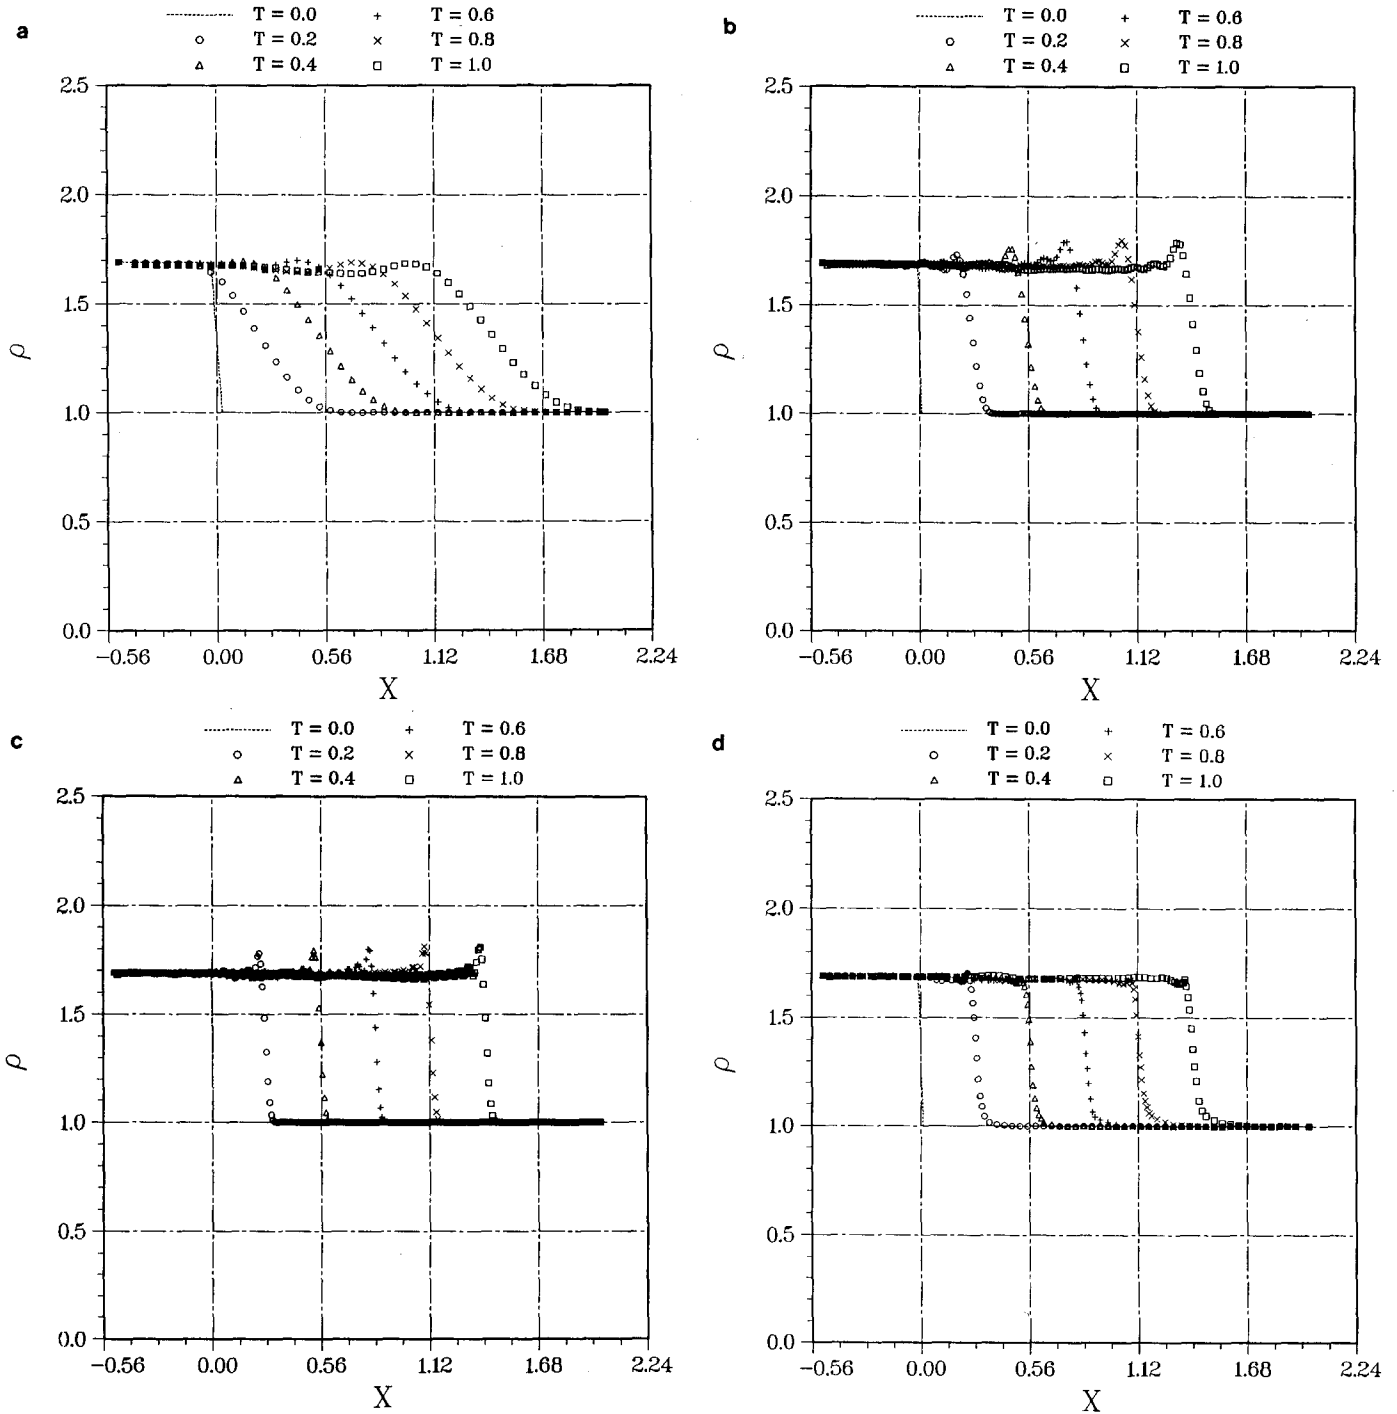 a
T = 0.0 + T = 0.6
T = 0.2 × T = 0.8
T = 0.4 T = 1.0
2.5
2.0
1.5
1.0
0.5
0.0
ρ
−0.56 0.00 0.56 1.12 1.68 2.24
X
b
T = 0.0 + T = 0.6
T = 0.2 × T = 0.8
T = 0.4 T = 1.0
2.5
2.0
1.5
1.0
0.5
0.0
ρ
−0.56 0.00 0.56 1.12 1.68 2.24
X
c
T = 0.0 + T = 0.6
T = 0.2 × T = 0.8
T = 0.4 T = 1.0
2.5
2.0
1.5
1.0
0.5
0.0
ρ
−0.56 0.00 0.56 1.12 1.68 2.24
X
d
T = 0.0 + T = 0.6
T = 0.2 × T = 0.8
T = 0.4 T = 1.0
2.5
2.0
1.5
1.0
0.5
0.0
ρ
−0.56 0.00 0.56 1.12 1.68 2.24
X